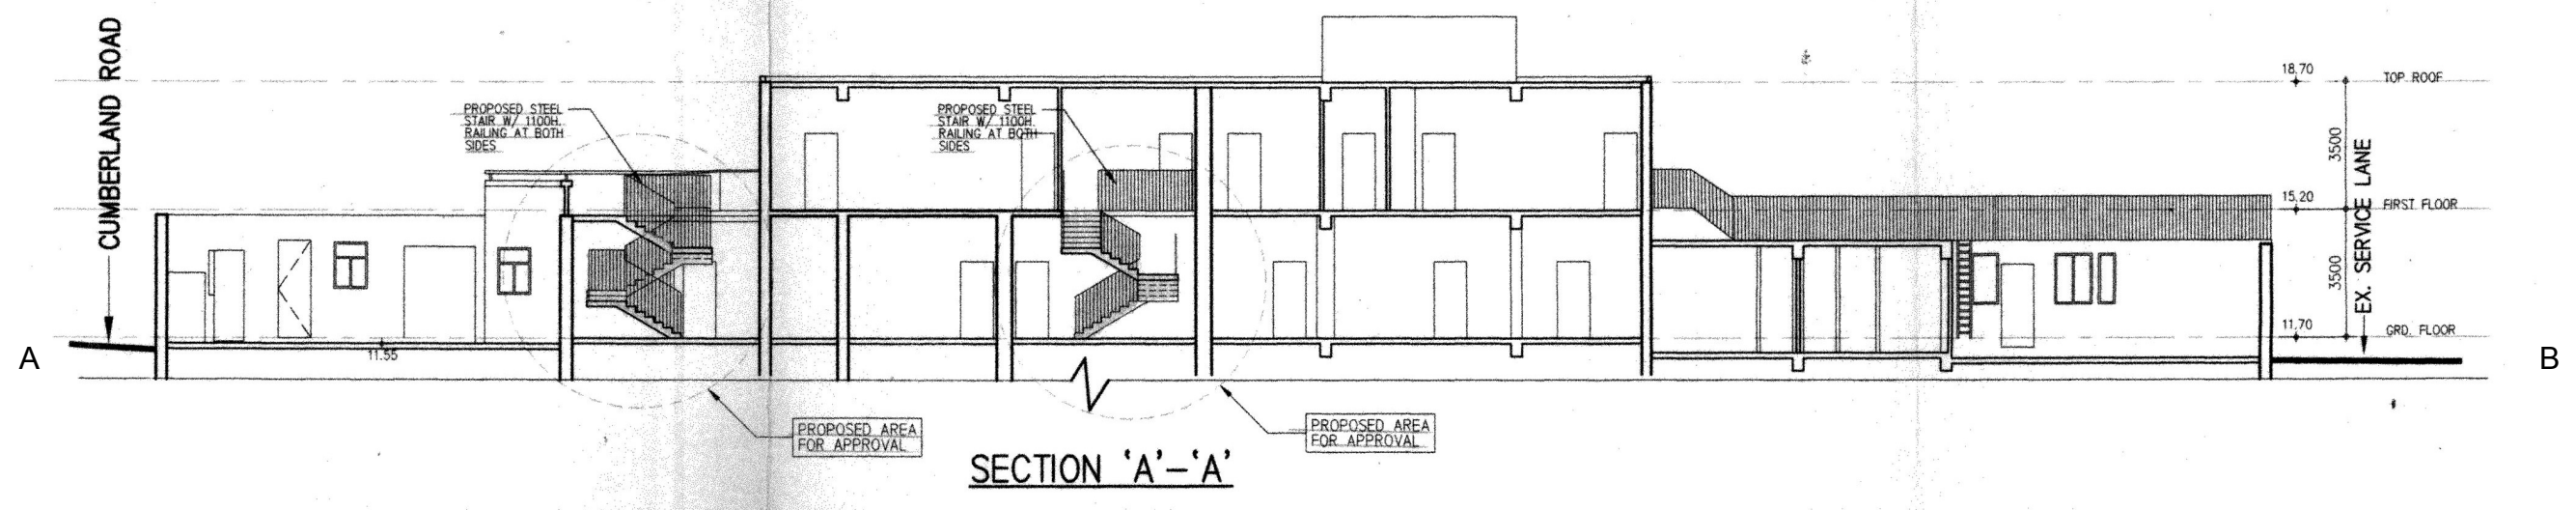 CUMBERLAND ROAD
PROPOSED STEEL
STAIR W/ 1100H.
RAILING AT BOTH
SIDES
PROPOSED STEEL
STAIR W/ 1100H.
RAILING AT BOTH
SIDES
18.70
TOP ROOF
3500
15.20
FIRST FLOOR
3500
EX. SERVICE LANE
11.70
GRD. FLOOR
11.55
A
B
PROPOSED AREA
FOR APPROVAL
PROPOSED AREA
FOR APPROVAL
SECTION 'A'-'A'